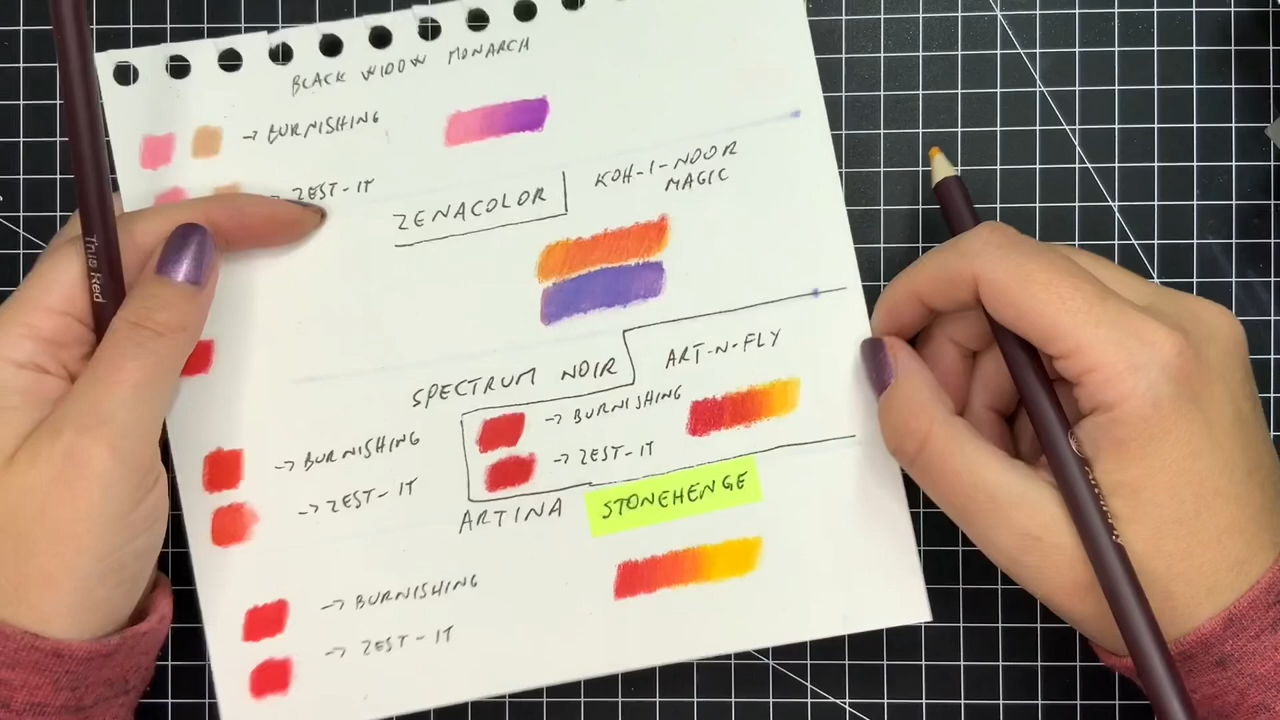 BLACK WIDOW MONARCH
→ BURNISHING
→ ZEST-IT
ZENACOLOR
KOH-I-NOOR
MAGIC
SPECTRUM NOIR
ART-N-FLY
→ BURNISHING
→ ZEST-IT
→ BURNISHING
→ ZEST-IT
ARTINA
STONEHENGE
→ BURNISHING
→ ZEST-IT
This Red